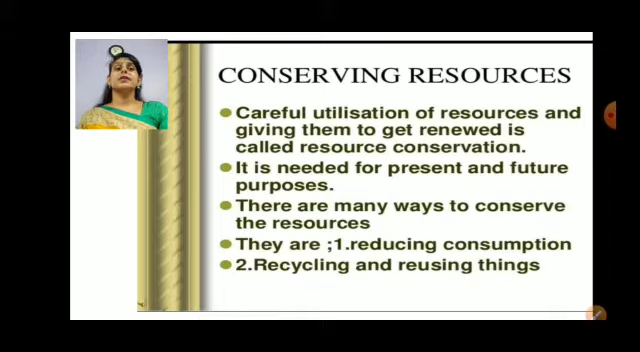 CONSERVING RESOURCES
Careful utilisation of resources and
giving them to get renewed is
called resource conservation.
It is needed for present and future
purposes.
There are many ways to conserve
the resources
They are ;1.reducing consumption
2.Recycling and reusing things